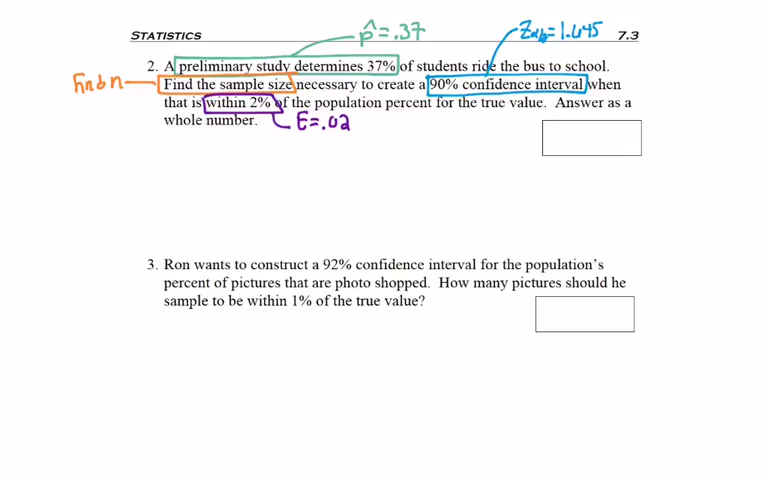 STATISTICS
p̂ = .37
Zα/2 = 1.645
7.3
2. A preliminary study determines 37% of students ride the bus to school.
Find n
Find the sample size necessary to create a 90% confidence interval when
that is within 2% of the population percent for the true value. Answer as a
whole number.
E = .02
3. Ron wants to construct a 92% confidence interval for the population's
percent of pictures that are photo shopped. How many pictures should he
sample to be within 1% of the true value?